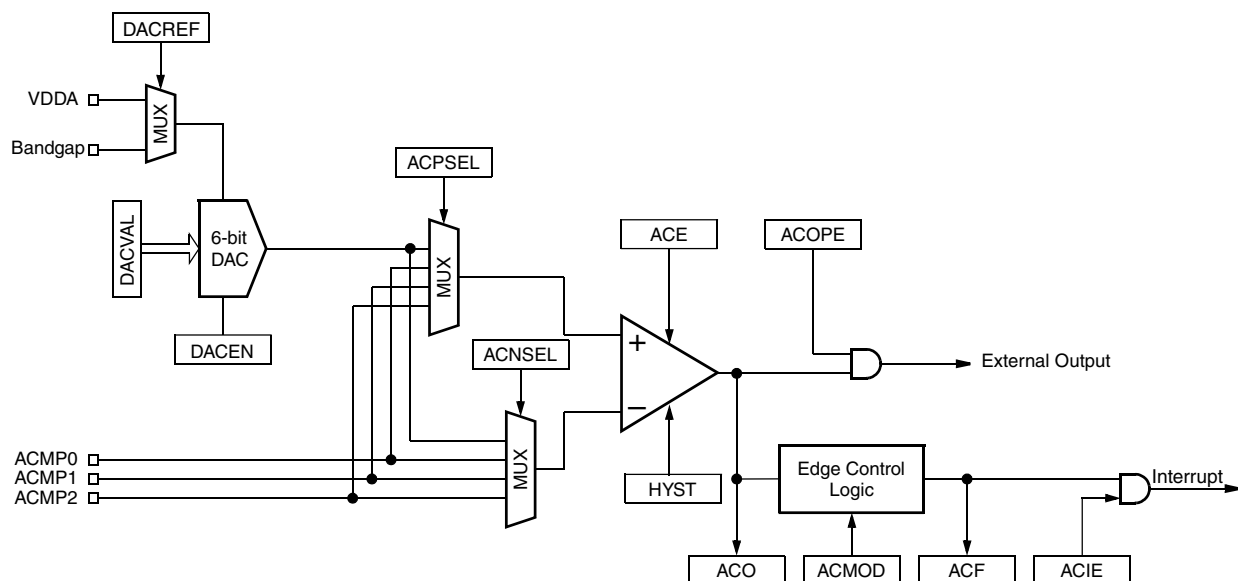 DACREF
VDDA
MUX
Bandgap
ACPSEL
DACVAL
6-bit
DAC
MUX
ACE
ACOPE
DACEN
ACNSEL
+
External Output
−
MUX
ACMP0
ACMP1
ACMP2
HYST
Edge Control
Logic
Interrupt
ACO
ACMOD
ACF
ACIE